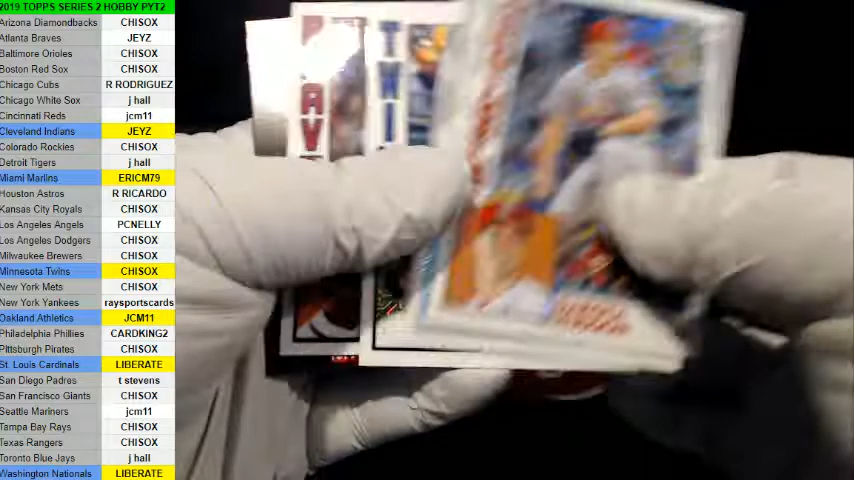 2019 TOPPS SERIES 2 HOBBY PYT2
Arizona Diamondbacks CHISOX
Atlanta Braves JEYZ
Baltimore Orioles CHISOX
Boston Red Sox CHISOX
Chicago Cubs R RODRIGUEZ
Chicago White Sox j hall
Cincinnati Reds jcm11
Cleveland Indians JEYZ
Colorado Rockies CHISOX
Detroit Tigers j hall
Miami Marlins ERICM79
Houston Astros R RICARDO
Kansas City Royals CHISOX
Los Angeles Angels PCNELLY
Los Angeles Dodgers CHISOX
Milwaukee Brewers CHISOX
Minnesota Twins CHISOX
New York Mets CHISOX
New York Yankees raysportscards
Oakland Athletics JCM11
Philadelphia Phillies CARDKING2
Pittsburgh Pirates CHISOX
St. Louis Cardinals LIBERATE
San Diego Padres t stevens
San Francisco Giants CHISOX
Seattle Mariners jcm11
Tampa Bay Rays CHISOX
Texas Rangers CHISOX
Toronto Blue Jays j hall
Washington Nationals LIBERATE